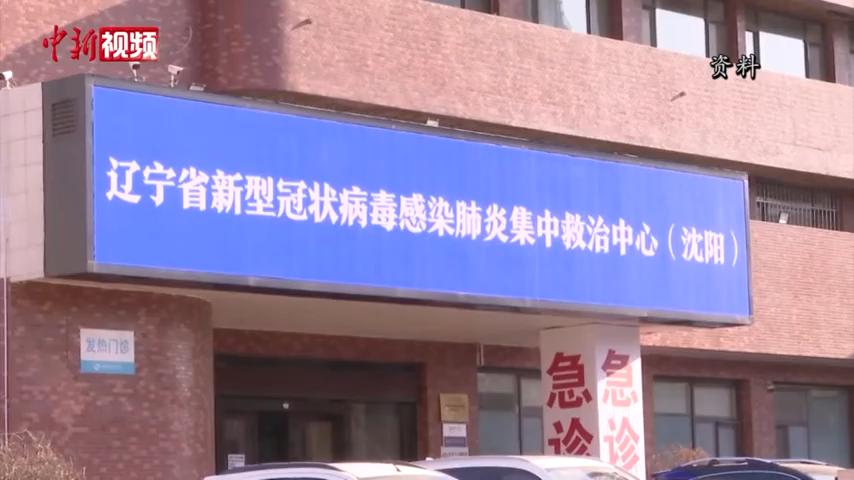 中新视频
资料
辽宁省新型冠状病毒感染肺炎集中救治中心（沈阳）
发热门诊
急诊
急诊